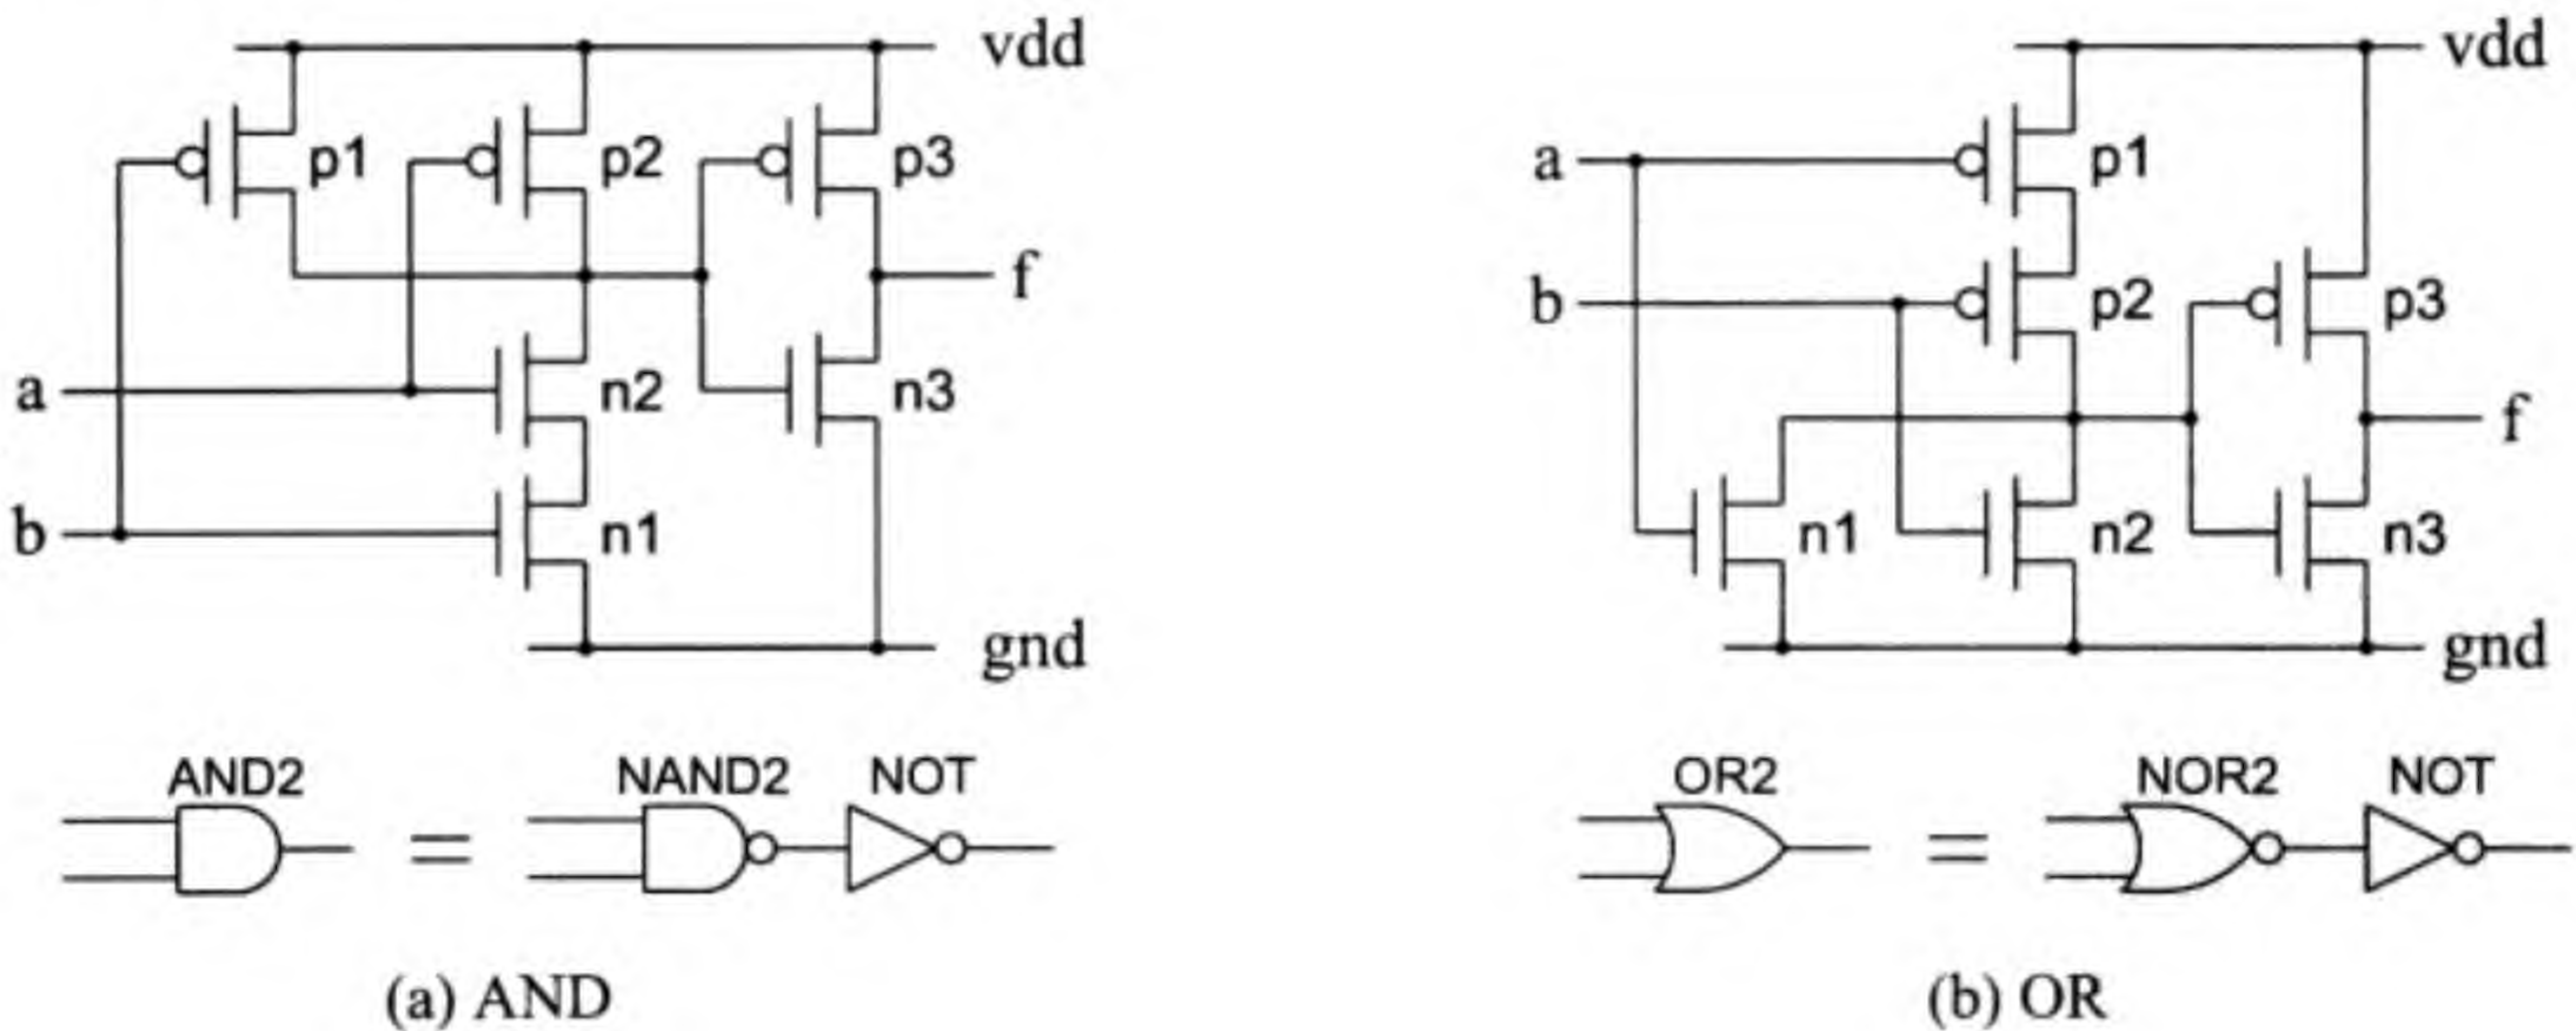 vdd
p1
p2
p3
f
a
n2
n3
b
n1
gnd
AND2
=
NAND2
NOT
(a) AND
vdd
a
p1
b
p2
p3
f
n1
n2
n3
gnd
OR2
=
NOR2
NOT
(b) OR